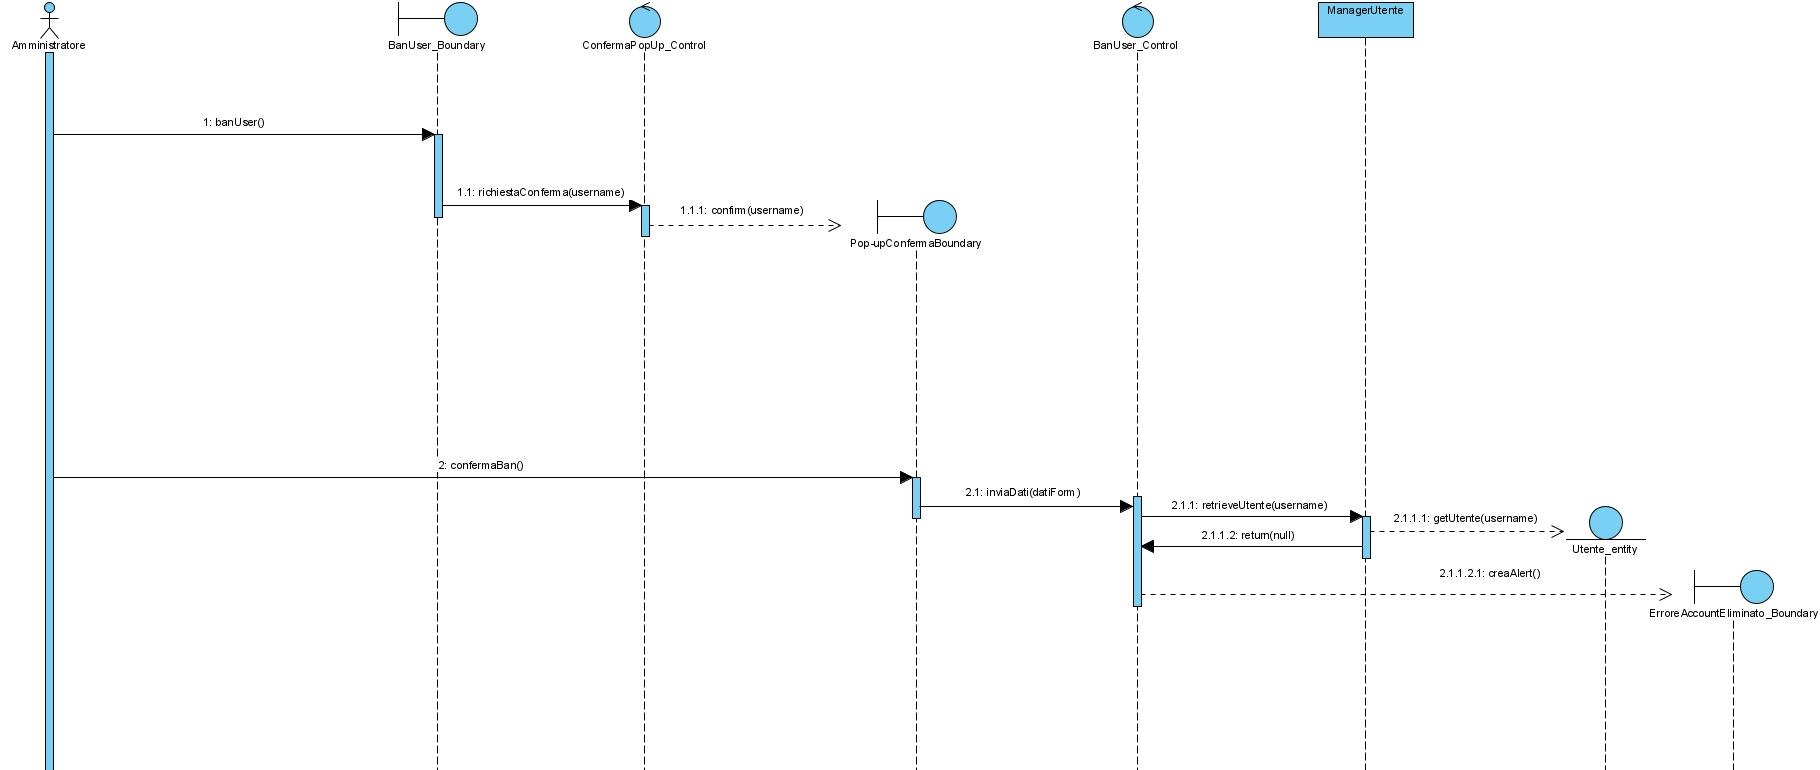 Amministratore
BanUser_Boundary
ConfermaPopUp_Control
BanUser_Control
ManagerUtente
1: banUser()
1.1: richiestaConferma(username)
1.1.1: confirm(username)
Pop-upConfermaBoundary
2: confermaBan()
2.1: inviaDati(datiForm)
2.1.1: retrieveUtente(username)
2.1.1.1: getUtente(username)
2.1.1.2: return(null)
Utente_entity
2.1.1.2.1: creaAlert()
ErroreAccountEliminato_Boundary